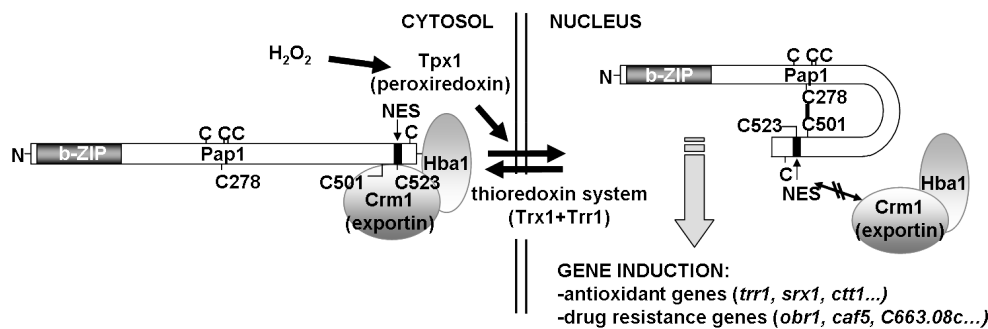 CYTOSOL
NUCLEUS
H2O2
Tpx1
(peroxiredoxin)
NES
C CC
C
N
b-ZIP
Pap1
Hba1
C278
C501
C523
Crm1
(exportin)
thioredoxin system
(Trx1+Trr1)
C CC
N
b-ZIP
Pap1
C278
C523
C501
C
NES
Hba1
Crm1
(exportin)
GENE INDUCTION:
-antioxidant genes (trr1, srx1, ctt1...)
-drug resistance genes (obr1, caf5, C663.08c...)